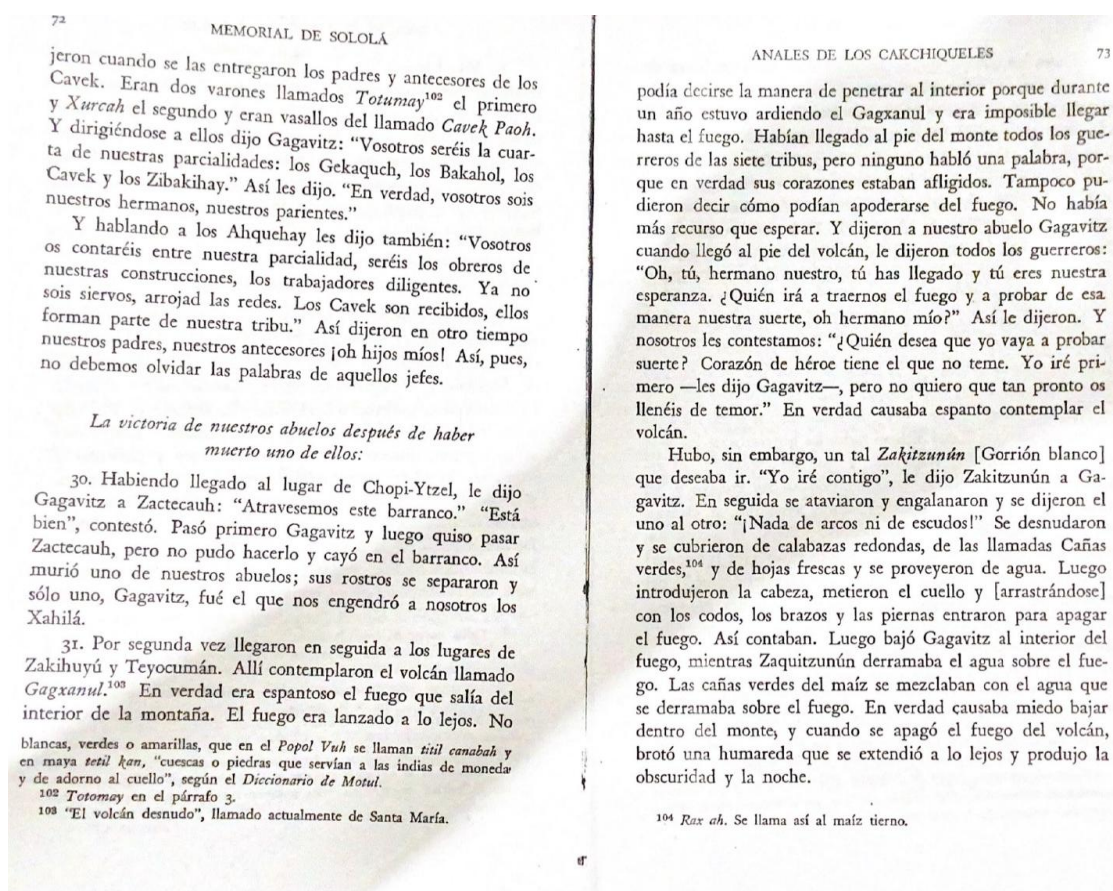 72
MEMORIAL DE SOLOLÁ
jeron cuando se las entregaron los padres y antecesores de los
Cavek. Eran dos varones llamados Totumay¹⁰² el primero
y Xurcah el segundo y eran vasallos del llamado Cavek Paoh.
Y dirigiéndose a ellos dijo Gagavitz: “Vosotros seréis la cuar-
ta de nuestras parcialidades: los Gekaquch, los Bakahol, los
Cavek y los Zibakihay.” Así les dijo. “En verdad, vosotros sois
nuestros hermanos, nuestros parientes.”
Y hablando a los Ahquehay les dijo también: “Vosotros
os contaréis entre nuestra parcialidad, seréis los obreros de
nuestras construcciones, los trabajadores diligentes. Ya no
sois siervos, arrojad las redes. Los Cavek son recibidos, ellos
forman parte de nuestra tribu.” Así dijeron en otro tiempo
nuestros padres, nuestros antecesores ¡oh hijos míos! Así, pues,
no debemos olvidar las palabras de aquellos jefes.
La victoria de nuestros abuelos después de haber
muerto uno de ellos:
30. Habiendo llegado al lugar de Chopi-Ytzel, le dijo
Gagavitz a Zactecauh: “Atravesemos este barranco.” “Está
bien”, contestó. Pasó primero Gagavitz y luego quiso pasar
Zactecauh, pero no pudo hacerlo y cayó en el barranco. Así
murió uno de nuestros abuelos; sus rostros se separaron y
sólo uno, Gagavitz, fué el que nos engendró a nosotros los
Xahilá.
31. Por segunda vez llegaron en seguida a los lugares de
Zakihuyú y Teyocumán. Allí contemplaron el volcán llamado
Gagxanul.¹⁰³ En verdad era espantoso el fuego que salía del
interior de la montaña. El fuego era lanzado a lo lejos. No
blancas, verdes o amarillas, que en el Popol Vuh se llaman titil canabah y
en maya tetil kan, “cuescas o piedras que servían a las indias de moneda
y de adorno al cuello”, según el Diccionario de Motul.
¹⁰² Totomay en el párrafo 3.
¹⁰³ “El volcán desnudo”, llamado actualmente de Santa María.
ANALES DE LOS CAKCHIQUELES 73
podía decirse la manera de penetrar al interior porque durante
un año estuvo ardiendo el Gagxanul y era imposible llegar
hasta el fuego. Habían llegado al pie del monte todos los gue-
rreros de las siete tribus, pero ninguno habló una palabra, por-
que en verdad sus corazones estaban afligidos. Tampoco pu-
dieron decir cómo podían apoderarse del fuego. No había
más recurso que esperar. Y dijeron a nuestro abuelo Gagavitz
cuando llegó al pie del volcán, le dijeron todos los guerreros:
“Oh, tú, hermano nuestro, tú has llegado y tú eres nuestra
esperanza. ¿Quién irá a traernos el fuego y a probar de esa
manera nuestra suerte, oh hermano mío?” Así le dijeron. Y
nosotros les contestamos: “¿Quién desea que yo vaya a probar
suerte? Corazón de héroe tiene el que no teme. Yo iré pri-
mero —les dijo Gagavitz—, pero no quiero que tan pronto os
llenéis de temor.” En verdad causaba espanto contemplar el
volcán.
Hubo, sin embargo, un tal Zakitzunún [Gorrión blanco]
que deseaba ir. “Yo iré contigo”, le dijo Zakitzunún a Ga-
gavitz. En seguida se ataviaron y engalanaron y se dijeron el
uno al otro: “¡Nada de arcos ni de escudos!” Se desnudaron
y se cubrieron de calabazas redondas, de las llamadas Cañas
verdes,¹⁰⁴ y de hojas frescas y se proveyeron de agua. Luego
introdujeron la cabeza, metieron el cuello y [arrastrándose]
con los codos, los brazos y las piernas entraron para apagar
el fuego. Así contaban. Luego bajó Gagavitz al interior del
fuego, mientras Zaquitzunún derramaba el agua sobre el fue-
go. Las cañas verdes del maíz se mezclaban con el agua que
se derramaba sobre el fuego. En verdad causaba miedo bajar
dentro del monte, y cuando se apagó el fuego del volcán,
brotó una humareda que se extendió a lo lejos y produjo la
obscuridad y la noche.
¹⁰⁴ Rax ah. Se llama así al maíz tierno.